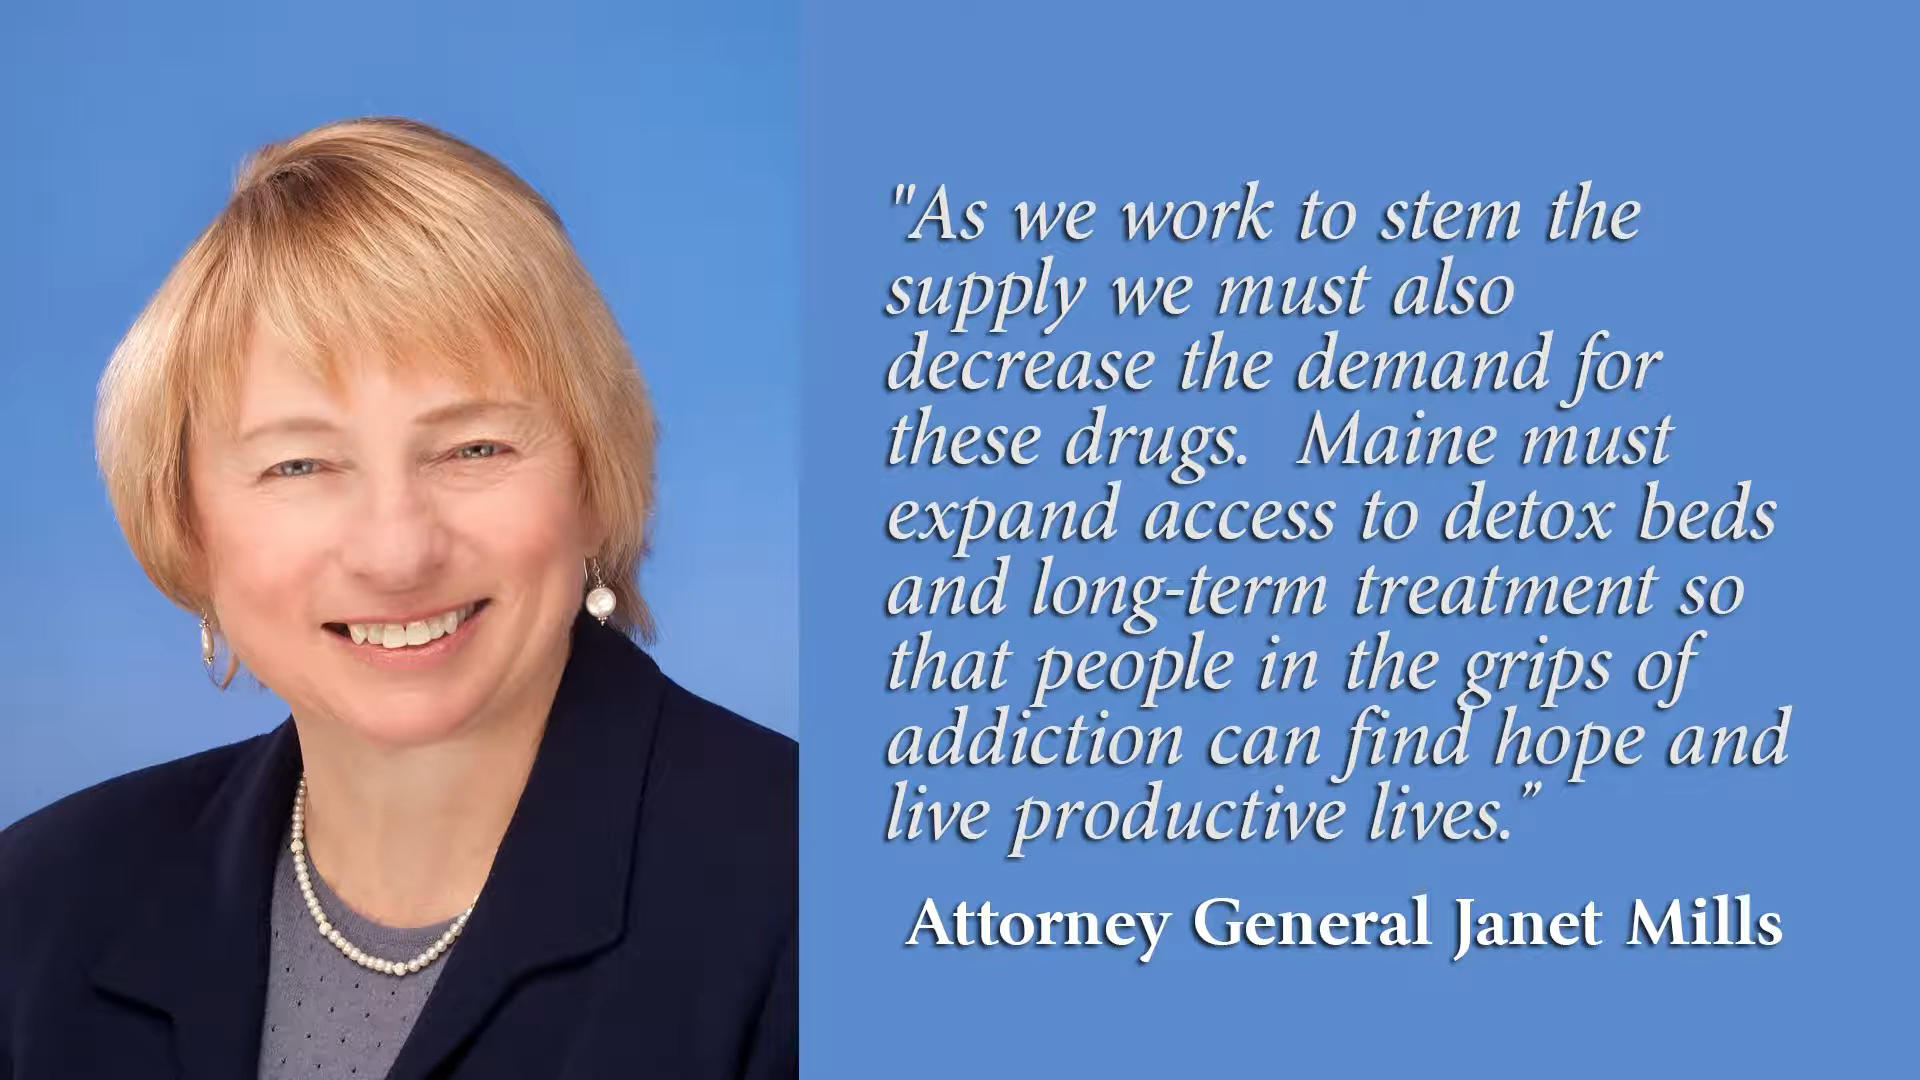 "As we work to stem the
supply we must also
decrease the demand for
these drugs.  Maine must
expand access to detox beds
and long-term treatment so
that people in the grips of
addiction can find hope and
live productive lives.”
Attorney General Janet Mills